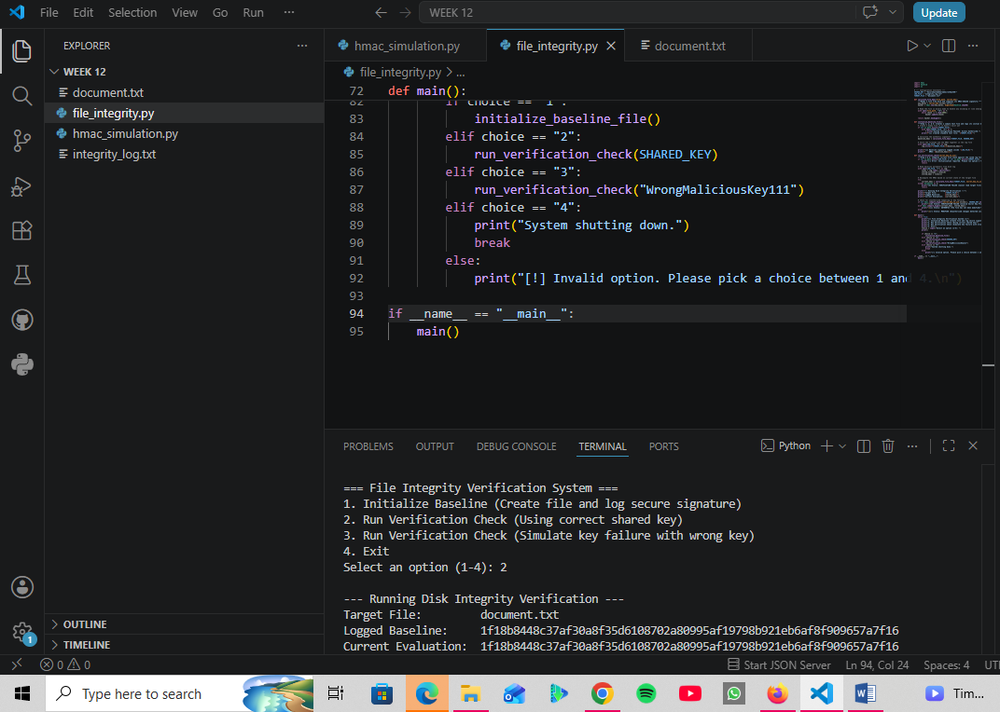 File Edit Selection View Go Run ··· WEEK 12 Update
EXPLORER ···
WEEK 12
document.txt
file_integrity.py
hmac_simulation.py
integrity_log.txt
OUTLINE
TIMELINE
hmac_simulation.py file_integrity.py document.txt
file_integrity.py > ...
72 def main():
82 if choice == "1":
83 initialize_baseline_file()
84 elif choice == "2":
85 run_verification_check(SHARED_KEY)
86 elif choice == "3":
87 run_verification_check("WrongMaliciousKey111")
88 elif choice == "4":
89 print("System shutting down.")
90 break
91 else:
92 print("[!] Invalid option. Please pick a choice between 1 and 4.\n")
93
94 if __name__ == "__main__":
95 main()
PROBLEMS OUTPUT DEBUG CONSOLE TERMINAL PORTS Python ···
=== File Integrity Verification System ===
1. Initialize Baseline (Create file and log secure signature)
2. Run Verification Check (Using correct shared key)
3. Run Verification Check (Simulate key failure with wrong key)
4. Exit
Select an option (1-4): 2
--- Running Disk Integrity Verification ---
Target File: document.txt
Logged Baseline: 1f18b8448c37af30a8f35d6108702a80995af19798b921eb6af8f909657a7f16
Current Evaluation: 1f18b8448c37af30a8f35d6108702a80995af19798b921eb6af8f909657a7f16
1
0 0 Start JSON Server Ln 94, Col 24 Spaces: 4 UT
Type here to search Tim...